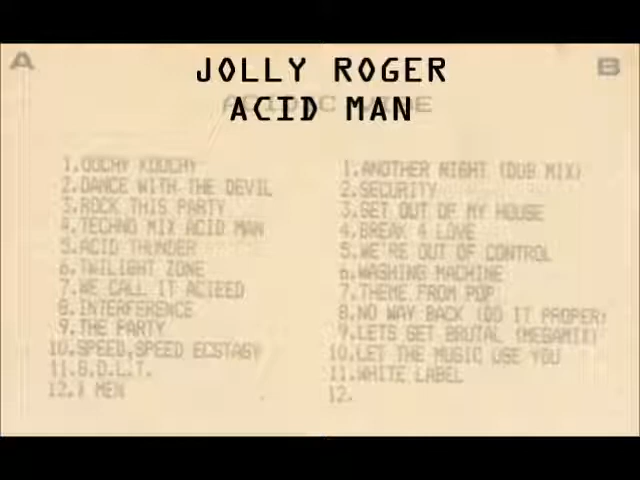 A
B
JOLLY ROGER
ACID MAN
1.OOCHY KOOCHY
2.DANCE WITH THE DEVIL
3.ROCK THIS PARTY
4.TECHNO MIX ACID MAN
5.ACID THUNDER
6.TWILIGHT ZONE
7.WE CALL IT ACIEED
8.INTERFERENCE
9.THE PARTY
10.SPEED,SPEED ECSTASY
11.S.D.L.T.
12. MEN
1.ANOTHER NIGHT (DUB MIX)
2.SECURITY
3.GET OUT OF MY HOUSE
4.BREAK 4 LOVE
5.WE'RE OUT OF CONTROL
6.WASHING MACHINE
7.THEME FROM POP
8.NO WAY BACK (DO IT PROPER)
9.LETS GET BRUTAL (MEGAMIX)
10.LET THE MUSIC USE YOU
11.WHITE LABEL
12.